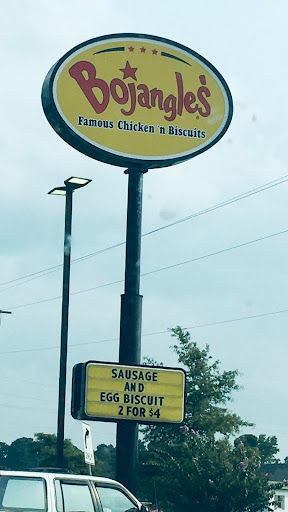 Bojangles'
Famous Chicken 'n Biscuits
SAUSAGE
AND
EGG BISCUIT
2 FOR $4